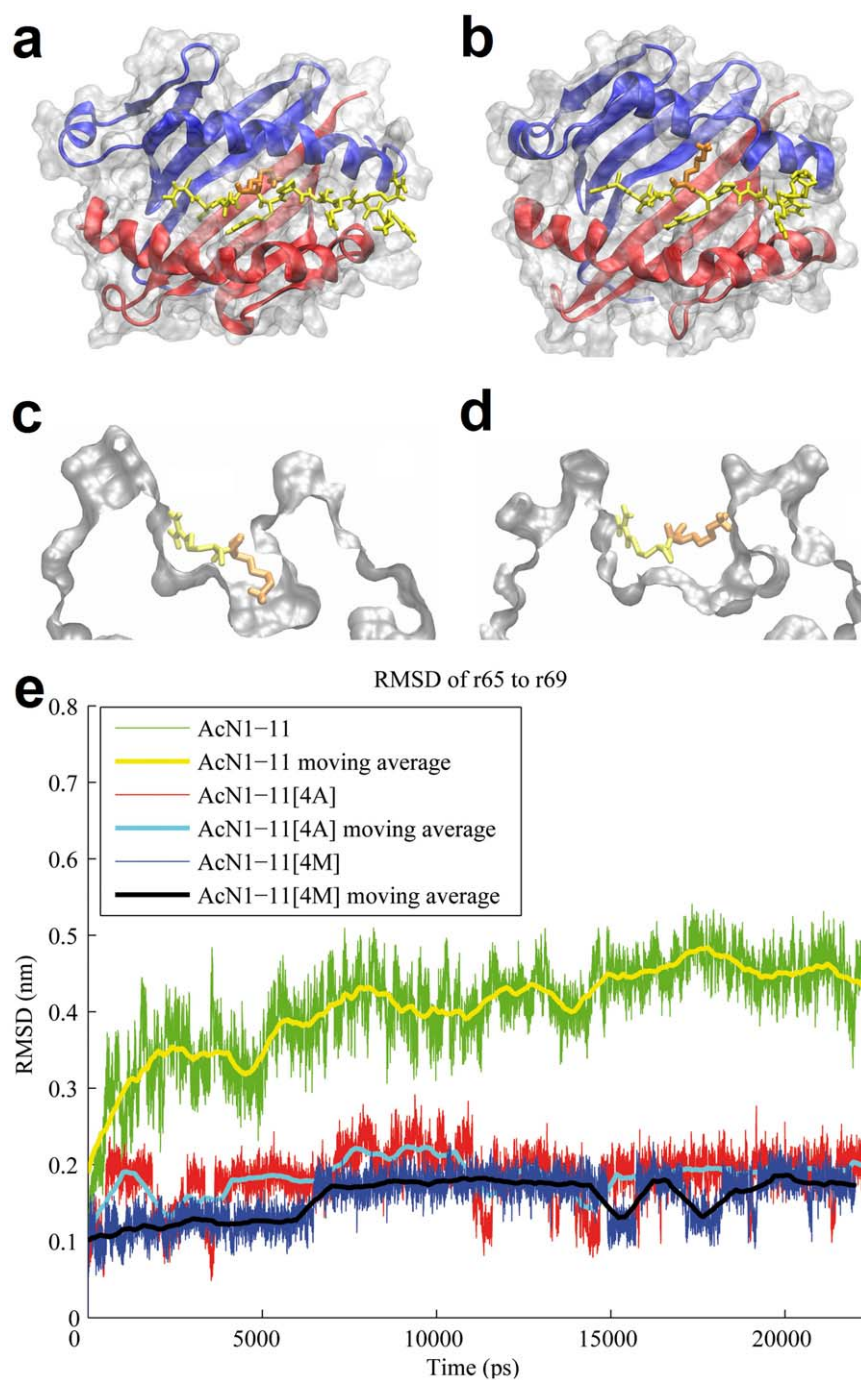 a
b
c
d
e
RMSD of r65 to r69
0.8
0.7
0.6
0.5
0.4
0.3
0.2
0.1
0
RMSD (nm)
AcN1−11
AcN1−11 moving average
AcN1−11[4A]
AcN1−11[4A] moving average
AcN1−11[4M]
AcN1−11[4M] moving average
0 5000 10000 15000 20000
Time (ps)